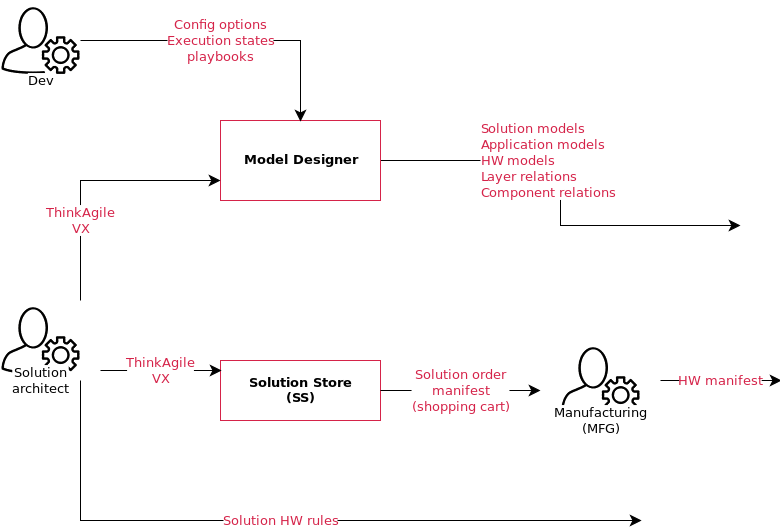 Config options
Execution states
playbooks
Dev
Model Designer
Solution models
Application models
HW models
Layer relations
Component relations
ThinkAgile
VX
Solution
architect
ThinkAgile
VX
Solution Store
(SS)
Solution order
manifest
(shopping cart)
Manufacturing
(MFG)
HW manifest
Solution HW rules